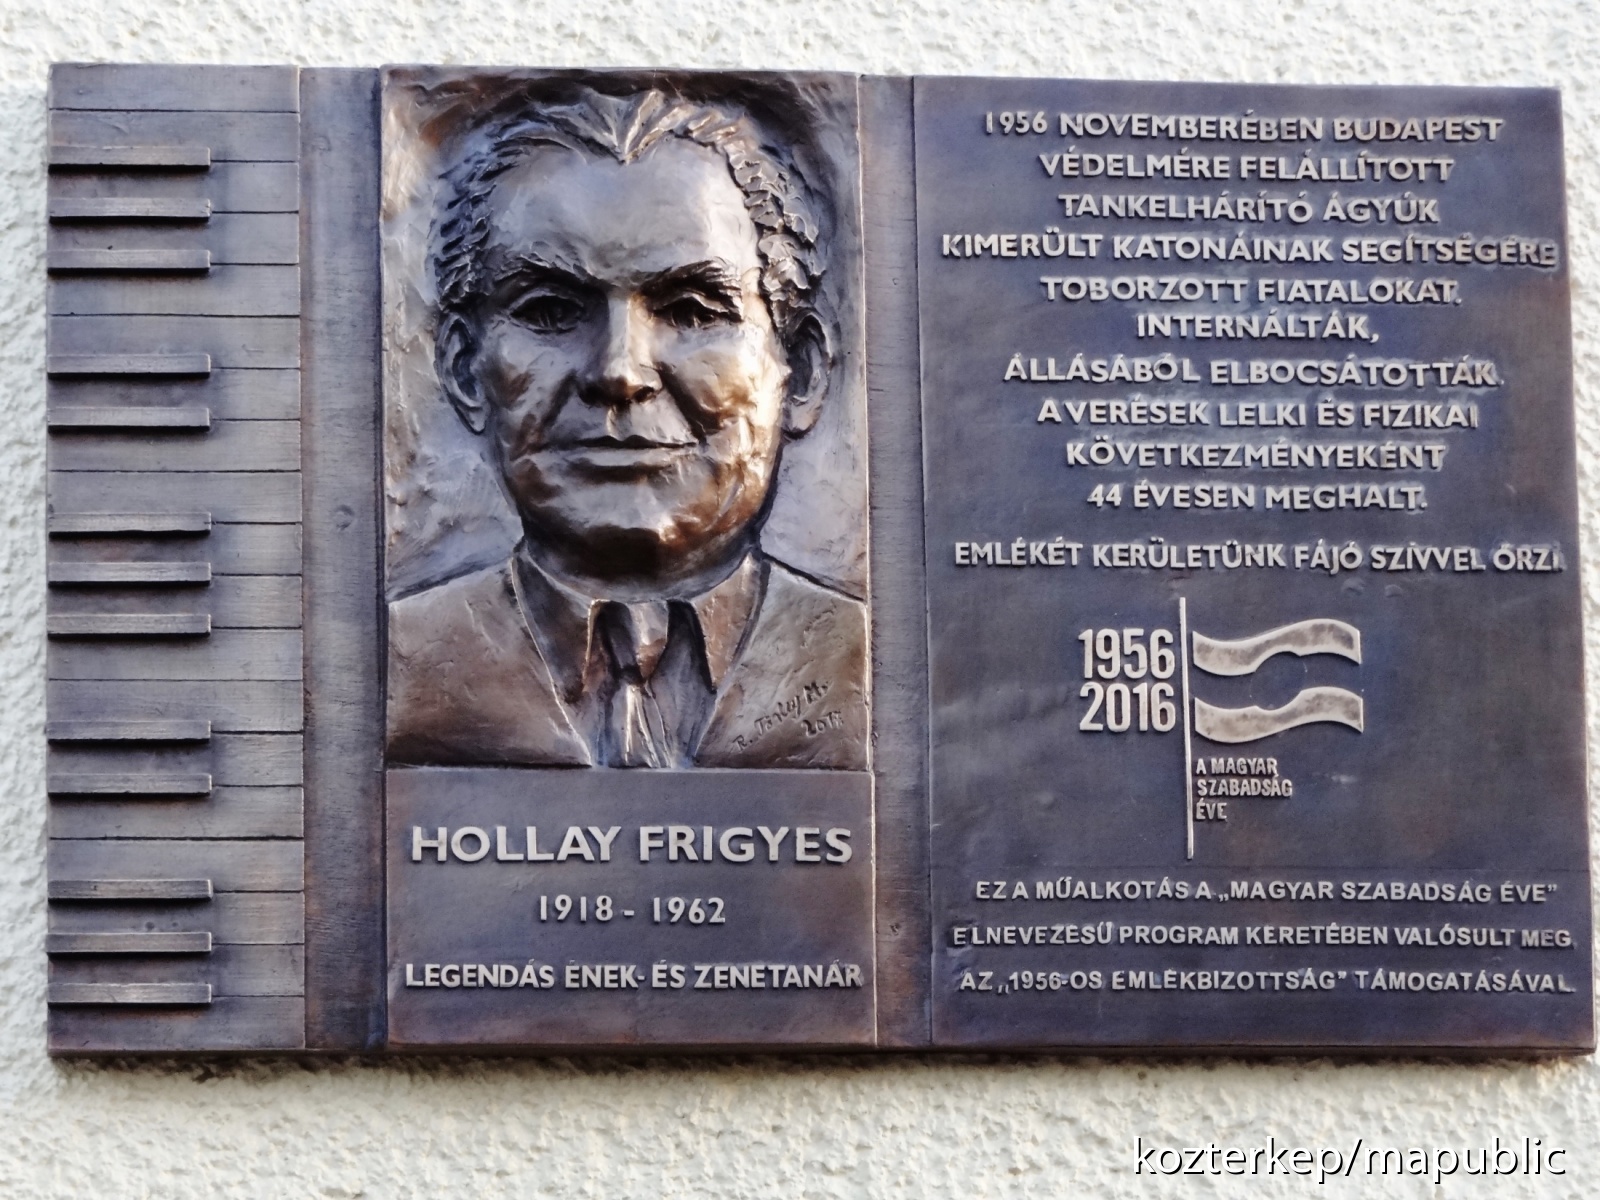 1956 NOVEMBERÉBEN BUDAPEST
VÉDELMÉRE FELÁLLÍTOTT
TANKELHÁRÍTÓ ÁGYÚK
KIMERÜLT KATONÁINAK SEGÍTSÉGÉRE
TOBORZOTT FIATALOKAT.
INTERNÁLTÁK,
ÁLLÁSÁBÓL ELBOCSÁTOTTÁK.
A VERÉSEK LELKI ÉS FIZIKAI
KÖVETKEZMÉNYEKÉNT
44 ÉVESEN MEGHALT.
EMLÉKÉT KERÜLETÜNK FÁJÓ SZÍVVEL ŐRZI.
1956
2016
A MAGYAR
SZABADSÁG
ÉVE
R. Törley M.
2017
HOLLAY FRIGYES
1918 - 1962
LEGENDÁS ÉNEK- ÉS ZENETANÁR
EZ A MŰALKOTÁS A „MAGYAR SZABADSÁG ÉVE”
ELNEVEZÉSŰ PROGRAM KERETÉBEN VALÓSULT MEG,
AZ „1956-OS EMLÉKBIZOTTSÁG” TÁMOGATÁSÁVAL.
kozterkep/mapublic